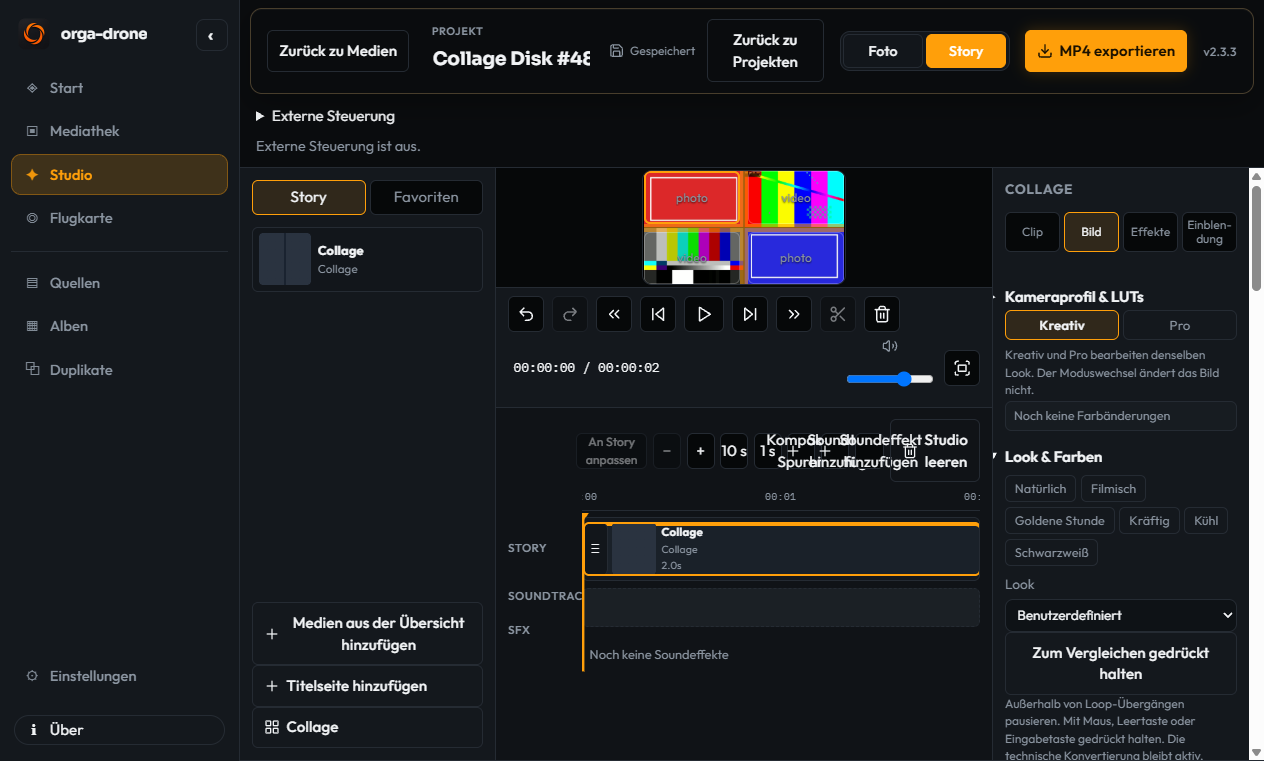 orga-drone
‹
Start
Mediathek
Studio
Flugkarte
Quellen
Alben
Duplikate
Einstellungen
Über
Zurück zu Medien
PROJEKT
Collage Disk #48
Gespeichert
Zurück zu
Projekten
Foto
Story
MP4 exportieren
v2.3.3
Externe Steuerung
Externe Steuerung ist aus.
Story
Favoriten
Collage
Collage
Medien aus der Übersicht
hinzufügen
Titelseite hinzufügen
Collage
photo
video
video
photo
00:00:00 / 00:00:02
An Story
anpassen
−
+
10 s
1 s
Spuren
Soundeffekt
hinzufügen
Studio
leeren
00
00:01
00:
STORY
Collage
Collage
2.0s
SOUNDTRAC
SFX
Noch keine Soundeffekte
COLLAGE
Clip
Bild
Effekte
Einblen-
dung
Kameraprofil & LUTs
Kreativ
Pro
Kreativ und Pro bearbeiten denselben
Look. Der Moduswechsel ändert das Bild
nicht.
Noch keine Farbänderungen
Look & Farben
Natürlich
Filmisch
Goldene Stunde
Kräftig
Kühl
Schwarzweiß
Look
Benutzerdefiniert
Zum Vergleichen gedrückt
halten
Außerhalb von Loop-Übergängen
pausieren. Mit Maus, Leertaste oder
Eingabetaste gedrückt halten. Die
technische Konvertierung bleibt aktiv.